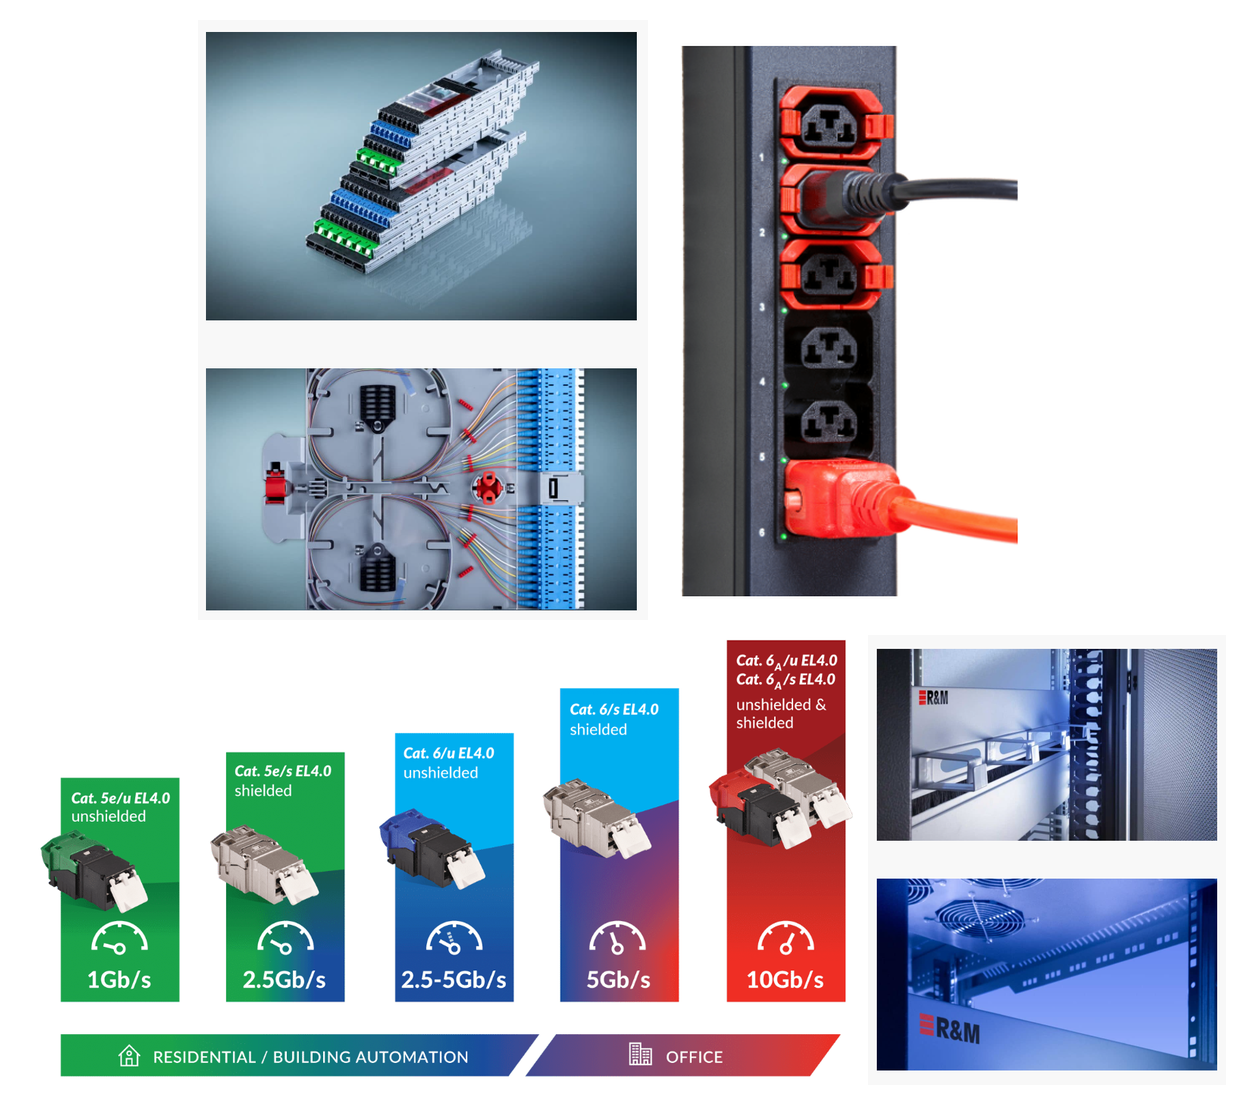 1
2
3
4
5
6
Cat. 5e/u EL4.0
unshielded
1Gb/s
Cat. 5e/s EL4.0
shielded
2.5Gb/s
Cat. 6/u EL4.0
unshielded
2.5-5Gb/s
Cat. 6/s EL4.0
shielded
5Gb/s
Cat. 6A/u EL4.0
Cat. 6A/s EL4.0
unshielded &
shielded
10Gb/s
RESIDENTIAL / BUILDING AUTOMATION
OFFICE
R&M
R&M